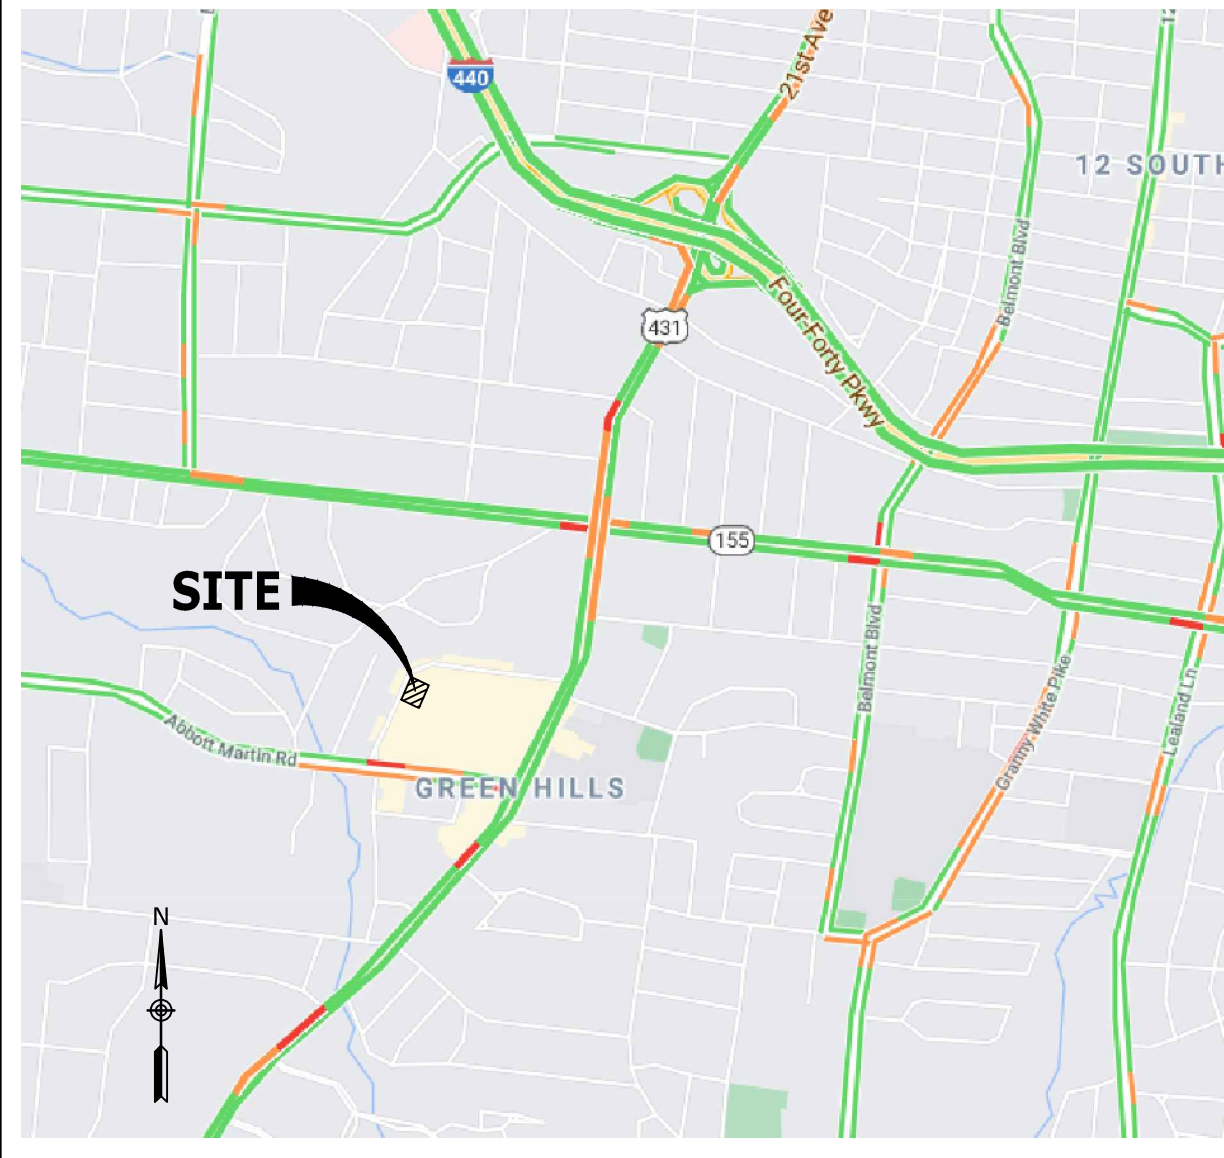 21st Ave
440
12 SOUTH
Belmont Blvd
431
Four-Forty Pkwy
155
SITE
Belmont Blvd
Granny White Pike
Lealand Ln
Abbott Martin Rd
GREEN HILLS
N